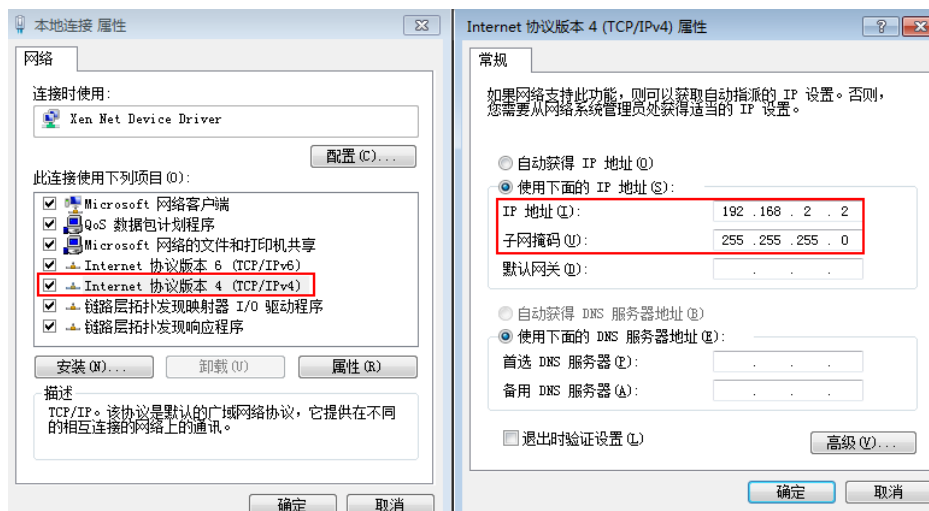 本地连接 属性
网络
连接时使用:
Xen Net Device Driver
配置(C)...
此连接使用下列项目(O):
Microsoft 网络客户端
QoS 数据包计划程序
Microsoft 网络的文件和打印机共享
Internet 协议版本 6 (TCP/IPv6)
Internet 协议版本 4 (TCP/IPv4)
链路层拓扑发现映射器 I/O 驱动程序
链路层拓扑发现响应程序
安装(N)...
卸载(U)
属性(R)
描述
TCP/IP。该协议是默认的广域网络协议，它提供在不同
的相互连接的网络上的通讯。
确定
取消
Internet 协议版本 4 (TCP/IPv4) 属性
常规
如果网络支持此功能，则可以获取自动指派的 IP 设置。否则，
您需要从网络系统管理员处获得适当的 IP 设置。
自动获得 IP 地址(O)
使用下面的 IP 地址(S):
IP 地址(I): 192 .168 . 2 . 2
子网掩码(U): 255 .255 .255 . 0
默认网关(D): . . .
自动获得 DNS 服务器地址(B)
使用下面的 DNS 服务器地址(E):
首选 DNS 服务器(P): . . .
备用 DNS 服务器(A): . . .
退出时验证设置(L)
高级(V)...
确定
取消